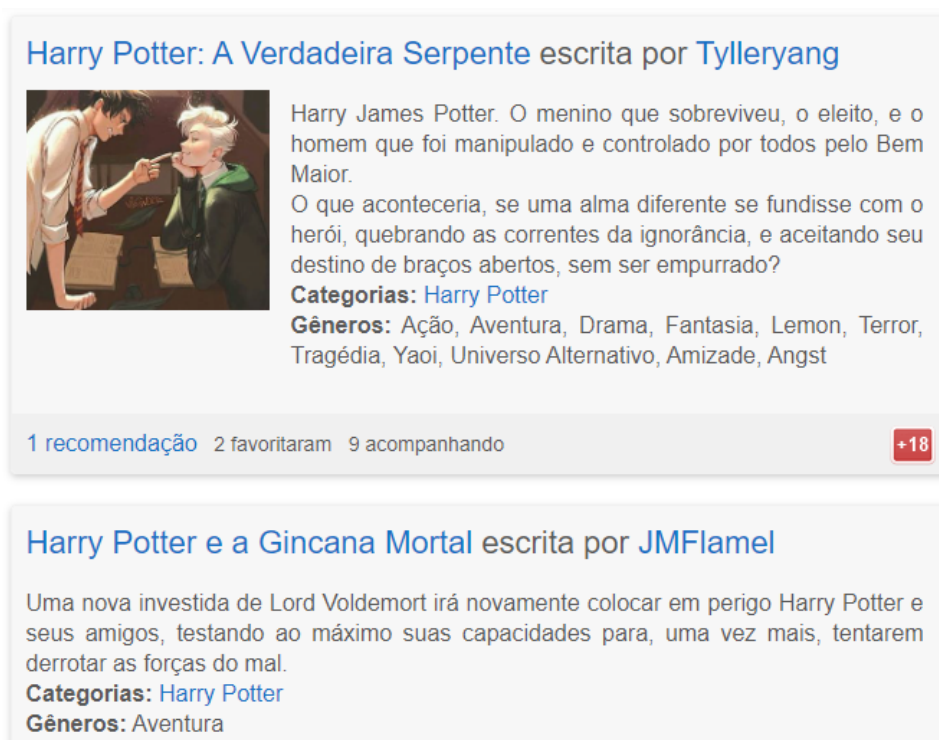 Harry Potter: A Verdadeira Serpente escrita por Tylleryang
Harry James Potter. O menino que sobreviveu, o eleito, e o
homem que foi manipulado e controlado por todos pelo Bem
Maior.
O que aconteceria, se uma alma diferente se fundisse com o
herói, quebrando as correntes da ignorância, e aceitando seu
destino de braços abertos, sem ser empurrado?
Categorias: Harry Potter
Gêneros: Ação, Aventura, Drama, Fantasia, Lemon, Terror,
Tragédia, Yaoi, Universo Alternativo, Amizade, Angst
1 recomendação 2 favoritaram 9 acompanhando +18
Harry Potter e a Gincana Mortal escrita por JMFlamel
Uma nova investida de Lord Voldemort irá novamente colocar em perigo Harry Potter e
seus amigos, testando ao máximo suas capacidades para, uma vez mais, tentarem
derrotar as forças do mal.
Categorias: Harry Potter
Gêneros: Aventura